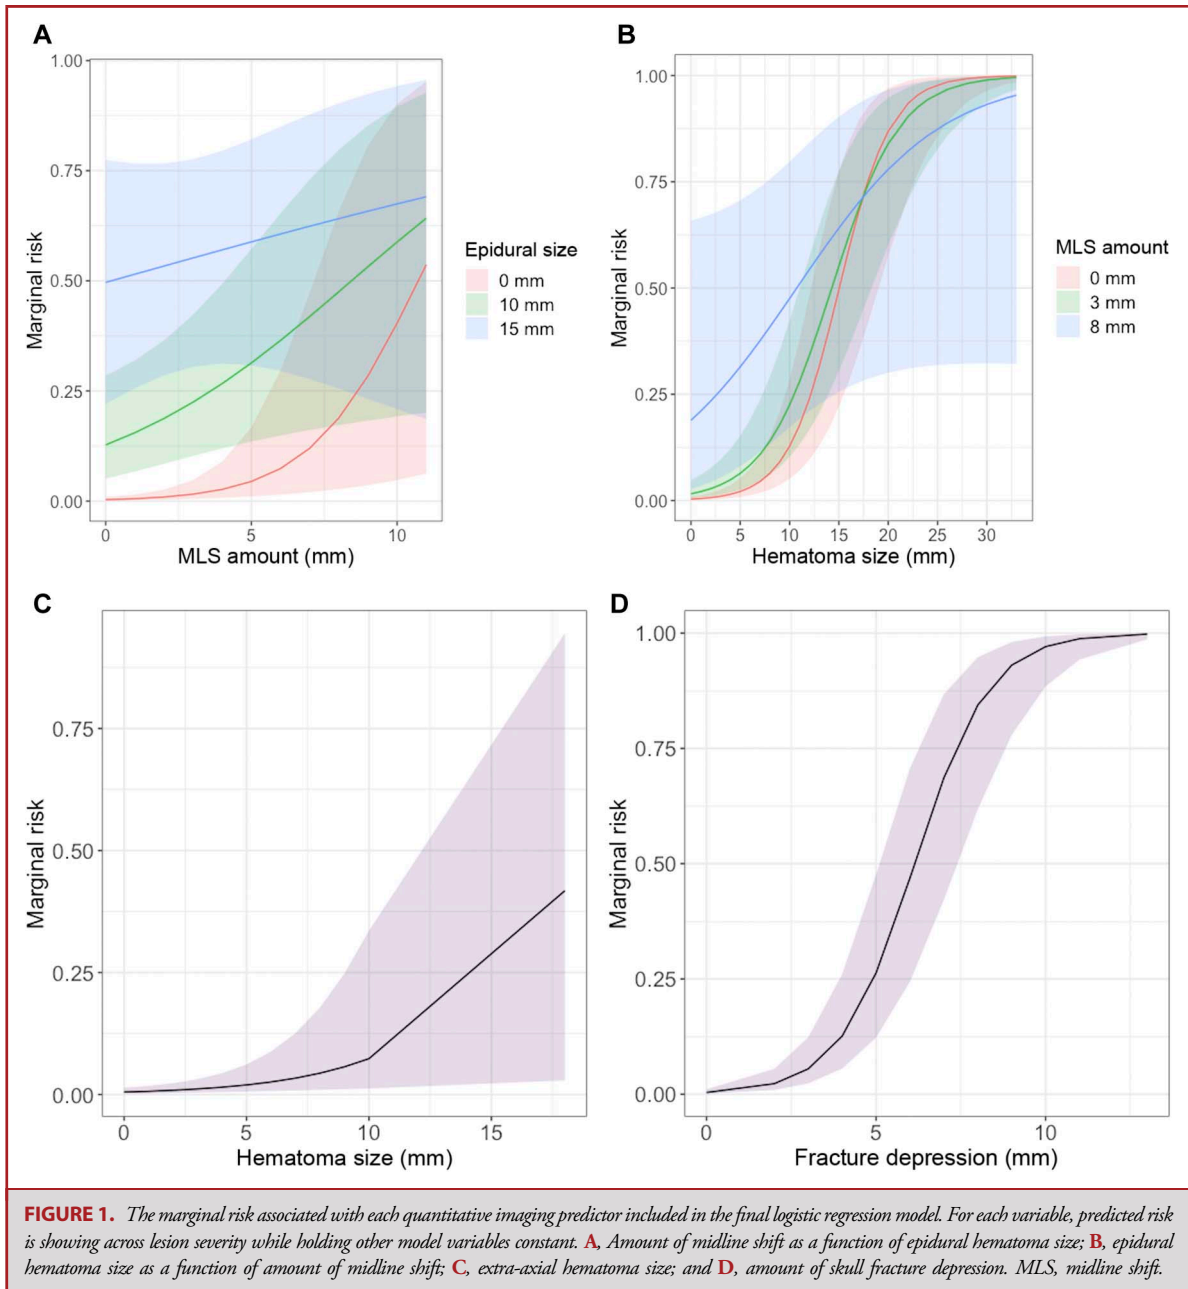 A
1.00
0.75
0.50
0.25
0.00
Marginal risk
0
5
10
MLS amount (mm)
Epidural size
0 mm
10 mm
15 mm
B
1.00
0.75
0.50
0.25
0.00
Marginal risk
0
5
10
15
20
25
30
Hematoma size (mm)
MLS amount
0 mm
3 mm
8 mm
C
0.75
0.50
0.25
0.00
Marginal risk
0
5
10
15
Hematoma size (mm)
D
1.00
0.75
0.50
0.25
0.00
Marginal risk
0
5
10
Fracture depression (mm)
FIGURE 1. The marginal risk associated with each quantitative imaging predictor included in the final logistic regression model. For each variable, predicted risk
is showing across lesion severity while holding other model variables constant. A, Amount of midline shift as a function of epidural hematoma size; B, epidural
hematoma size as a function of amount of midline shift; C, extra-axial hematoma size; and D, amount of skull fracture depression. MLS, midline shift.